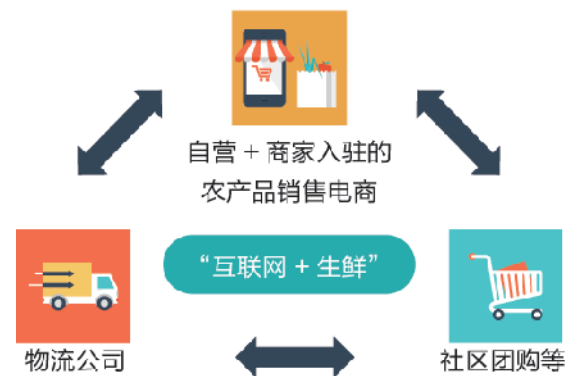 自营 + 商家入驻的
农产品销售电商
“互联网 + 生鲜”
物流公司
社区团购等